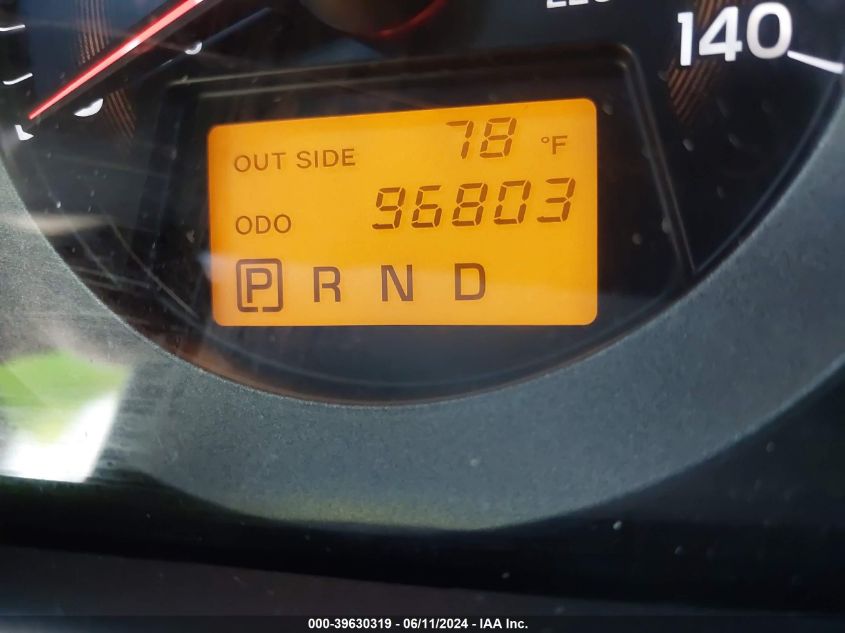 140
OUT SIDE 78 °F
ODO 96803
P R N D
000-39630319 - 06/11/2024 - IAA Inc.